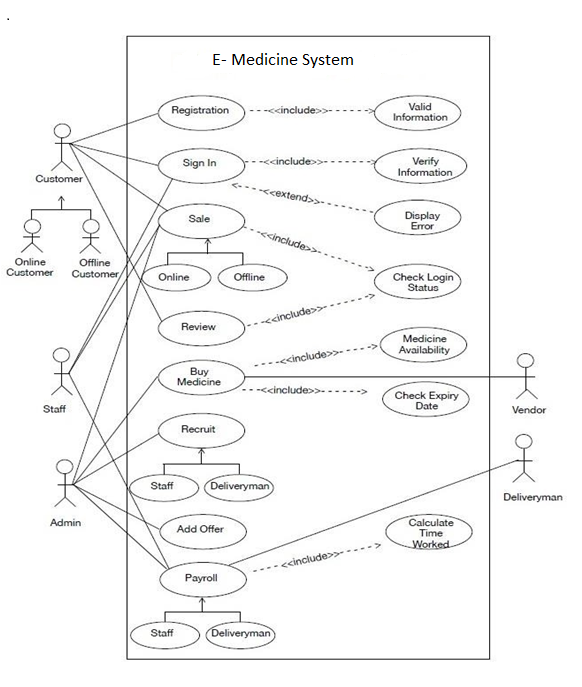 .
E- Medicine System
Registration
<<include>>
Valid
Information
Customer
Sign In
<<include>>
Verify
Information
<<extend>>
Display
Error
Sale
<<include>>
Online
Customer
Offline
Customer
Online
Offline
Check Login
Status
Review
<<include>>
Medicine
Availability
Buy
Medicine
<<include>>
<<include>>
Check Expiry
Date
Staff
Vendor
Recruit
Staff
Deliveryman
Admin
Deliveryman
Add Offer
Calculate
Time
Worked
Payroll
<<include>>
Staff
Deliveryman